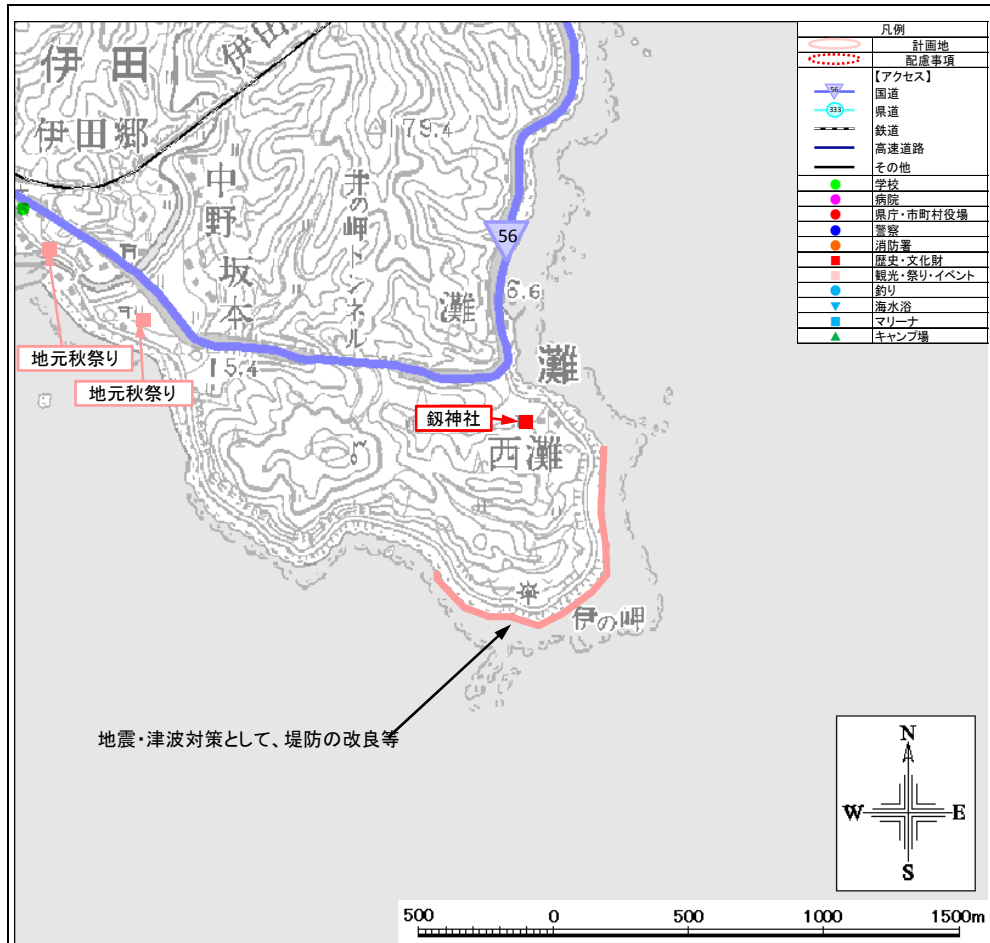 凡例
計画地
配慮事項
【アクセス】
56
国道
333
県道
鉄道
高速道路
その他
学校
病院
県庁・市町村役場
警察
消防署
歴史・文化財
観光・祭り・イベント
釣り
海水浴
マリーナ
キャンプ場
伊田
伊田
伊田郷
79.4
中野
坂本
井の岬トンネル
56
6.6
灘
灘
地元秋祭り
地元秋祭り
15.4
釼神社
西灘
伊の岬
地震・津波対策として、堤防の改良等
N
W
E
S
500 0 500 1000 1500m